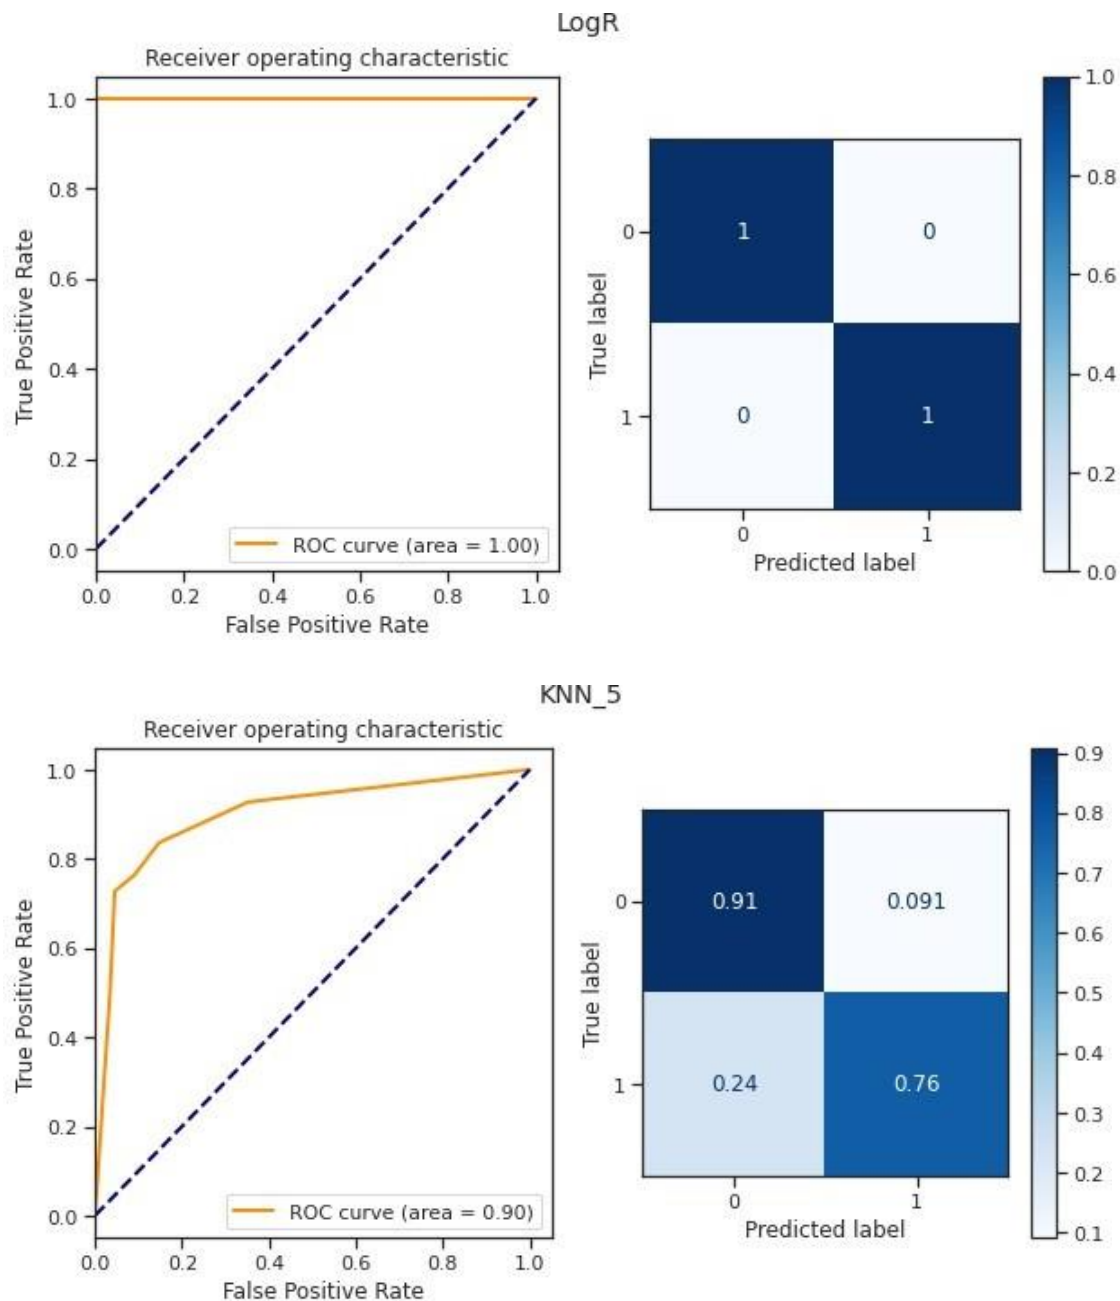 LogR
Receiver operating characteristic
1.0
0.8
0.6
0.4
0.2
0.0
True Positive Rate
ROC curve (area = 1.00)
0.0 0.2 0.4 0.6 0.8 1.0
False Positive Rate
True label
0
1
1 0
0 1
0 1
Predicted label
1.0
0.8
0.6
0.4
0.2
0.0
KNN_5
Receiver operating characteristic
1.0
0.8
0.6
0.4
0.2
0.0
True Positive Rate
ROC curve (area = 0.90)
0.0 0.2 0.4 0.6 0.8 1.0
False Positive Rate
True label
0
1
0.91 0.091
0.24 0.76
0 1
Predicted label
0.9
0.8
0.7
0.6
0.5
0.4
0.3
0.2
0.1